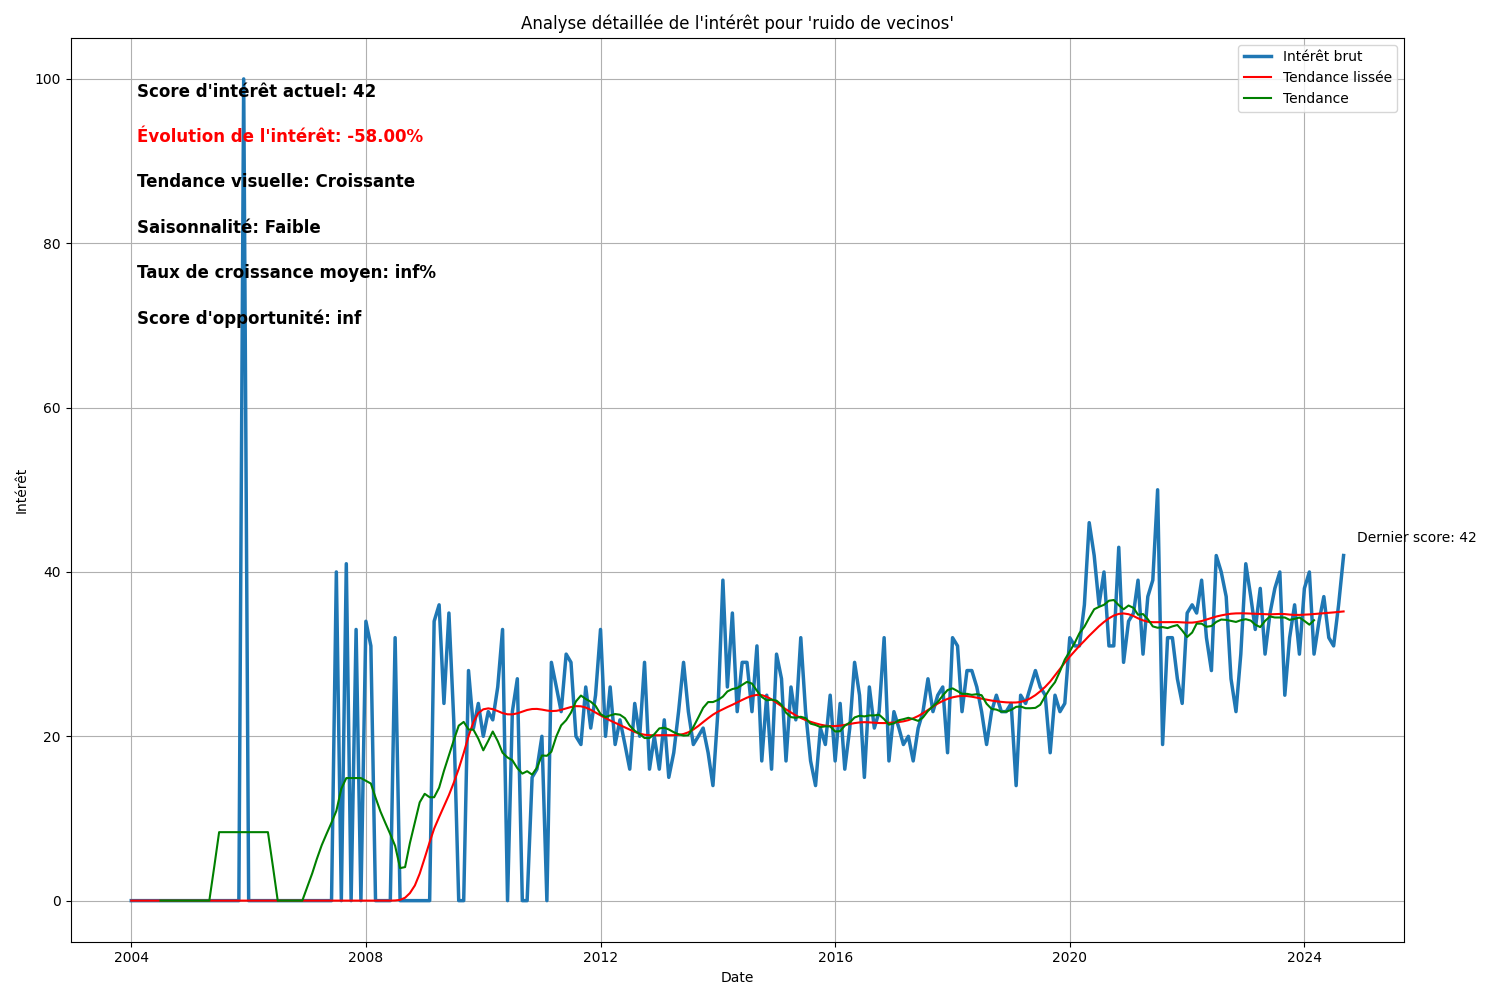 Analyse détaillée de l'intérêt pour 'ruido de vecinos'
Intérêt brut
Tendance lissée
Tendance
Score d'intérêt actuel: 42
Évolution de l'intérêt: -58.00%
Tendance visuelle: Croissante
Saisonnalité: Faible
Taux de croissance moyen: inf%
Score d'opportunité: inf
Dernier score: 42
100
80
60
40
20
0
Intérêt
2004
2008
2012
2016
2020
2024
Date